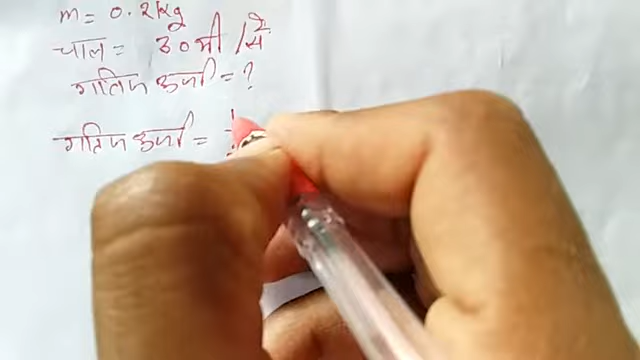 m = 0.2kg
चाल = 30मी/से
गतिज ऊर्जा = ?
गतिज ऊर्जा =